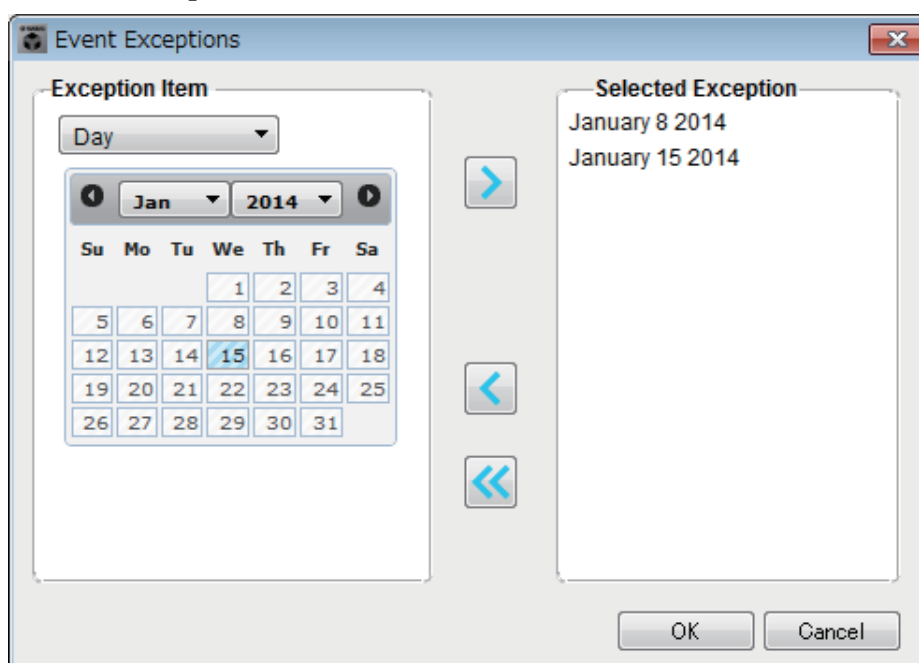 Event Exceptions
Exception Item
Day
Jan 2014
Su Mo Tu We Th Fr Sa
1 2 3 4
5 6 7 8 9 10 11
12 13 14 15 16 17 18
19 20 21 22 23 24 25
26 27 28 29 30 31
Selected Exception
January 8 2014
January 15 2014
OK Cancel